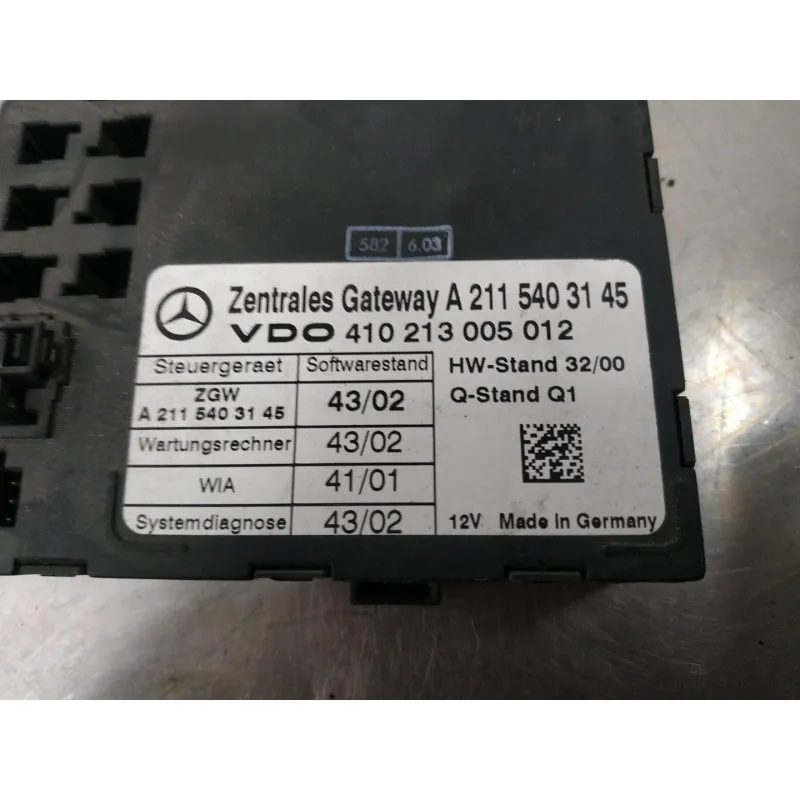 582 6.03
Zentrales Gateway A 211 540 31 45
VDO 410 213 005 012
Steuergeraet Softwarestand
HW-Stand 32/00
ZGW
A 211 540 31 45 43/02
Q-Stand Q1
Wartungsrechner 43/02
WIA 41/01
Systemdiagnose 43/02
12V Made In Germany